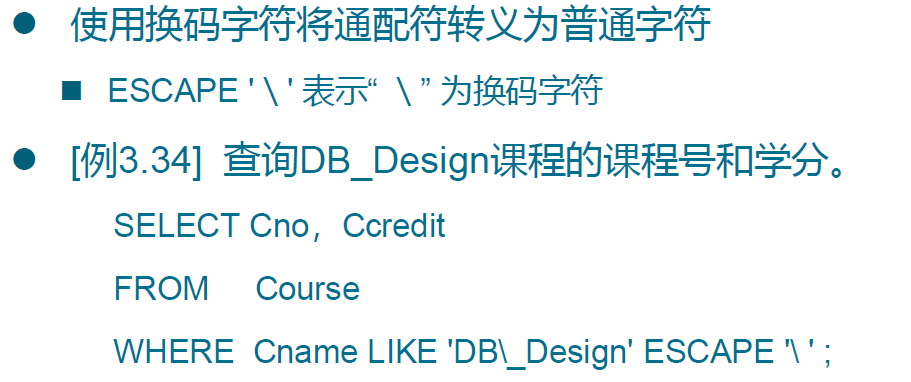 ● 使用换码字符将通配符转义为普通字符
■ ESCAPE '\' 表示“ \” 为换码字符
● [例3.34] 查询DB_Design课程的课程号和学分。
SELECT Cno，Ccredit
FROM Course
WHERE Cname LIKE 'DB\_Design' ESCAPE '\ ' ;